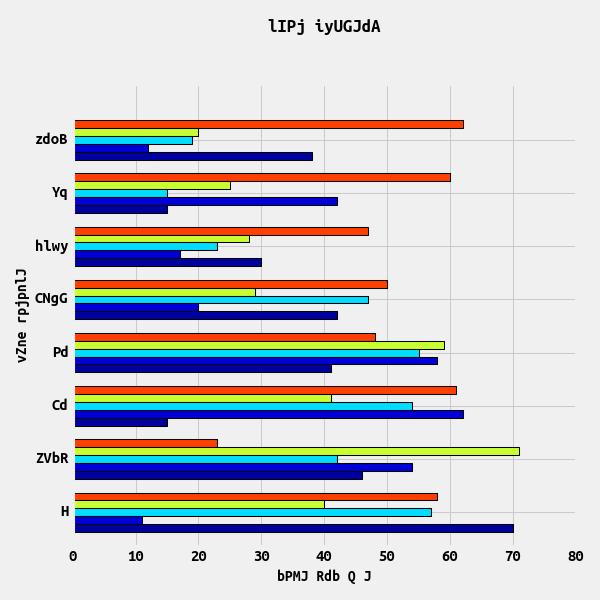 lIPj iyUGJdA
zdoB
Yq
hlwy
CNgG
Pd
Cd
ZVbR
H
vZne rpjpnlJ
0 10 20 30 40 50 60 70 80
bPMJ Rdb Q J